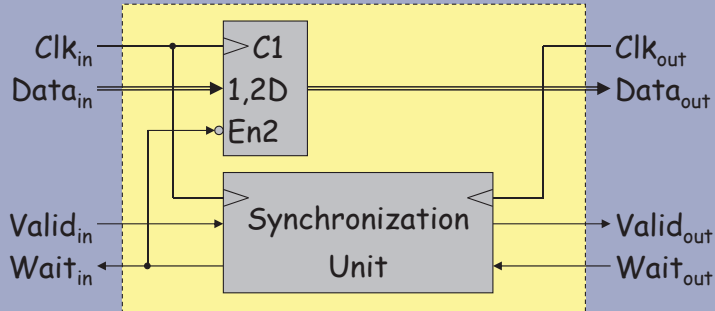 Clk_in
C1
Clk_out
Data_in
1,2D
Data_out
En2
Valid_in
Synchronization
Valid_out
Wait_in
Unit
Wait_out